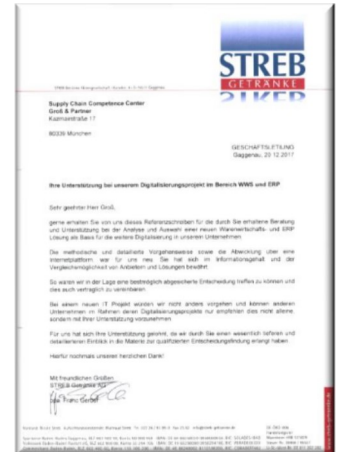 STREB
GETRÄNKE
Supply Chain Competence Center
Groß & Partner
Kazmairstraße 17
80339 München
GESCHÄFTSLEITUNG
Gaggenau, 20.12.2017
Ihre Unterstützung bei unserem Digitalisierungsprojekt im Bereich WWS und ERP
Sehr geehrter Herr Groß,
gerne erhalten Sie von uns dieses Referenzschreiben für die durch Sie erhaltene Beratung
und Unterstützung bei der Analyse und Auswahl einer neuen Warenwirtschafts- und ERP
Lösung als Basis für die weitere Digitalisierung in unserem Unternehmen.
Die methodische und detaillierte Vorgehensweise sowie die Abwicklung über eine
Internetplattform war für uns neu. Sie hat sich im Informationsgehalt und der
Vergleichsmöglichkeit von Anbietern und Lösungen bewährt.
So waren wir in der Lage eine bestmöglich abgesicherte Entscheidung treffen zu können und
dies auch vertraglich zu vereinbaren.
Bei einem neuen IT Projekt würden wir nicht anders vorgehen und können anderen
Unternehmen im Rahmen deren Digitalisierungsprojekte nur empfehlen dies nicht alleine,
sondern mit Ihrer Unterstützung vorzunehmen.
Für uns hat sich Ihre Unterstützung gelohnt, da wir durch Sie einen wesentlich tieferen und
detaillierteren Einblick in die Materie zur qualifizierten Entscheidungsfindung erlangt haben.
Hierfür nochmals unseren herzlichen Dank!
Mit freundlichen Grüßen
STREB Getränke
Franz Gerber